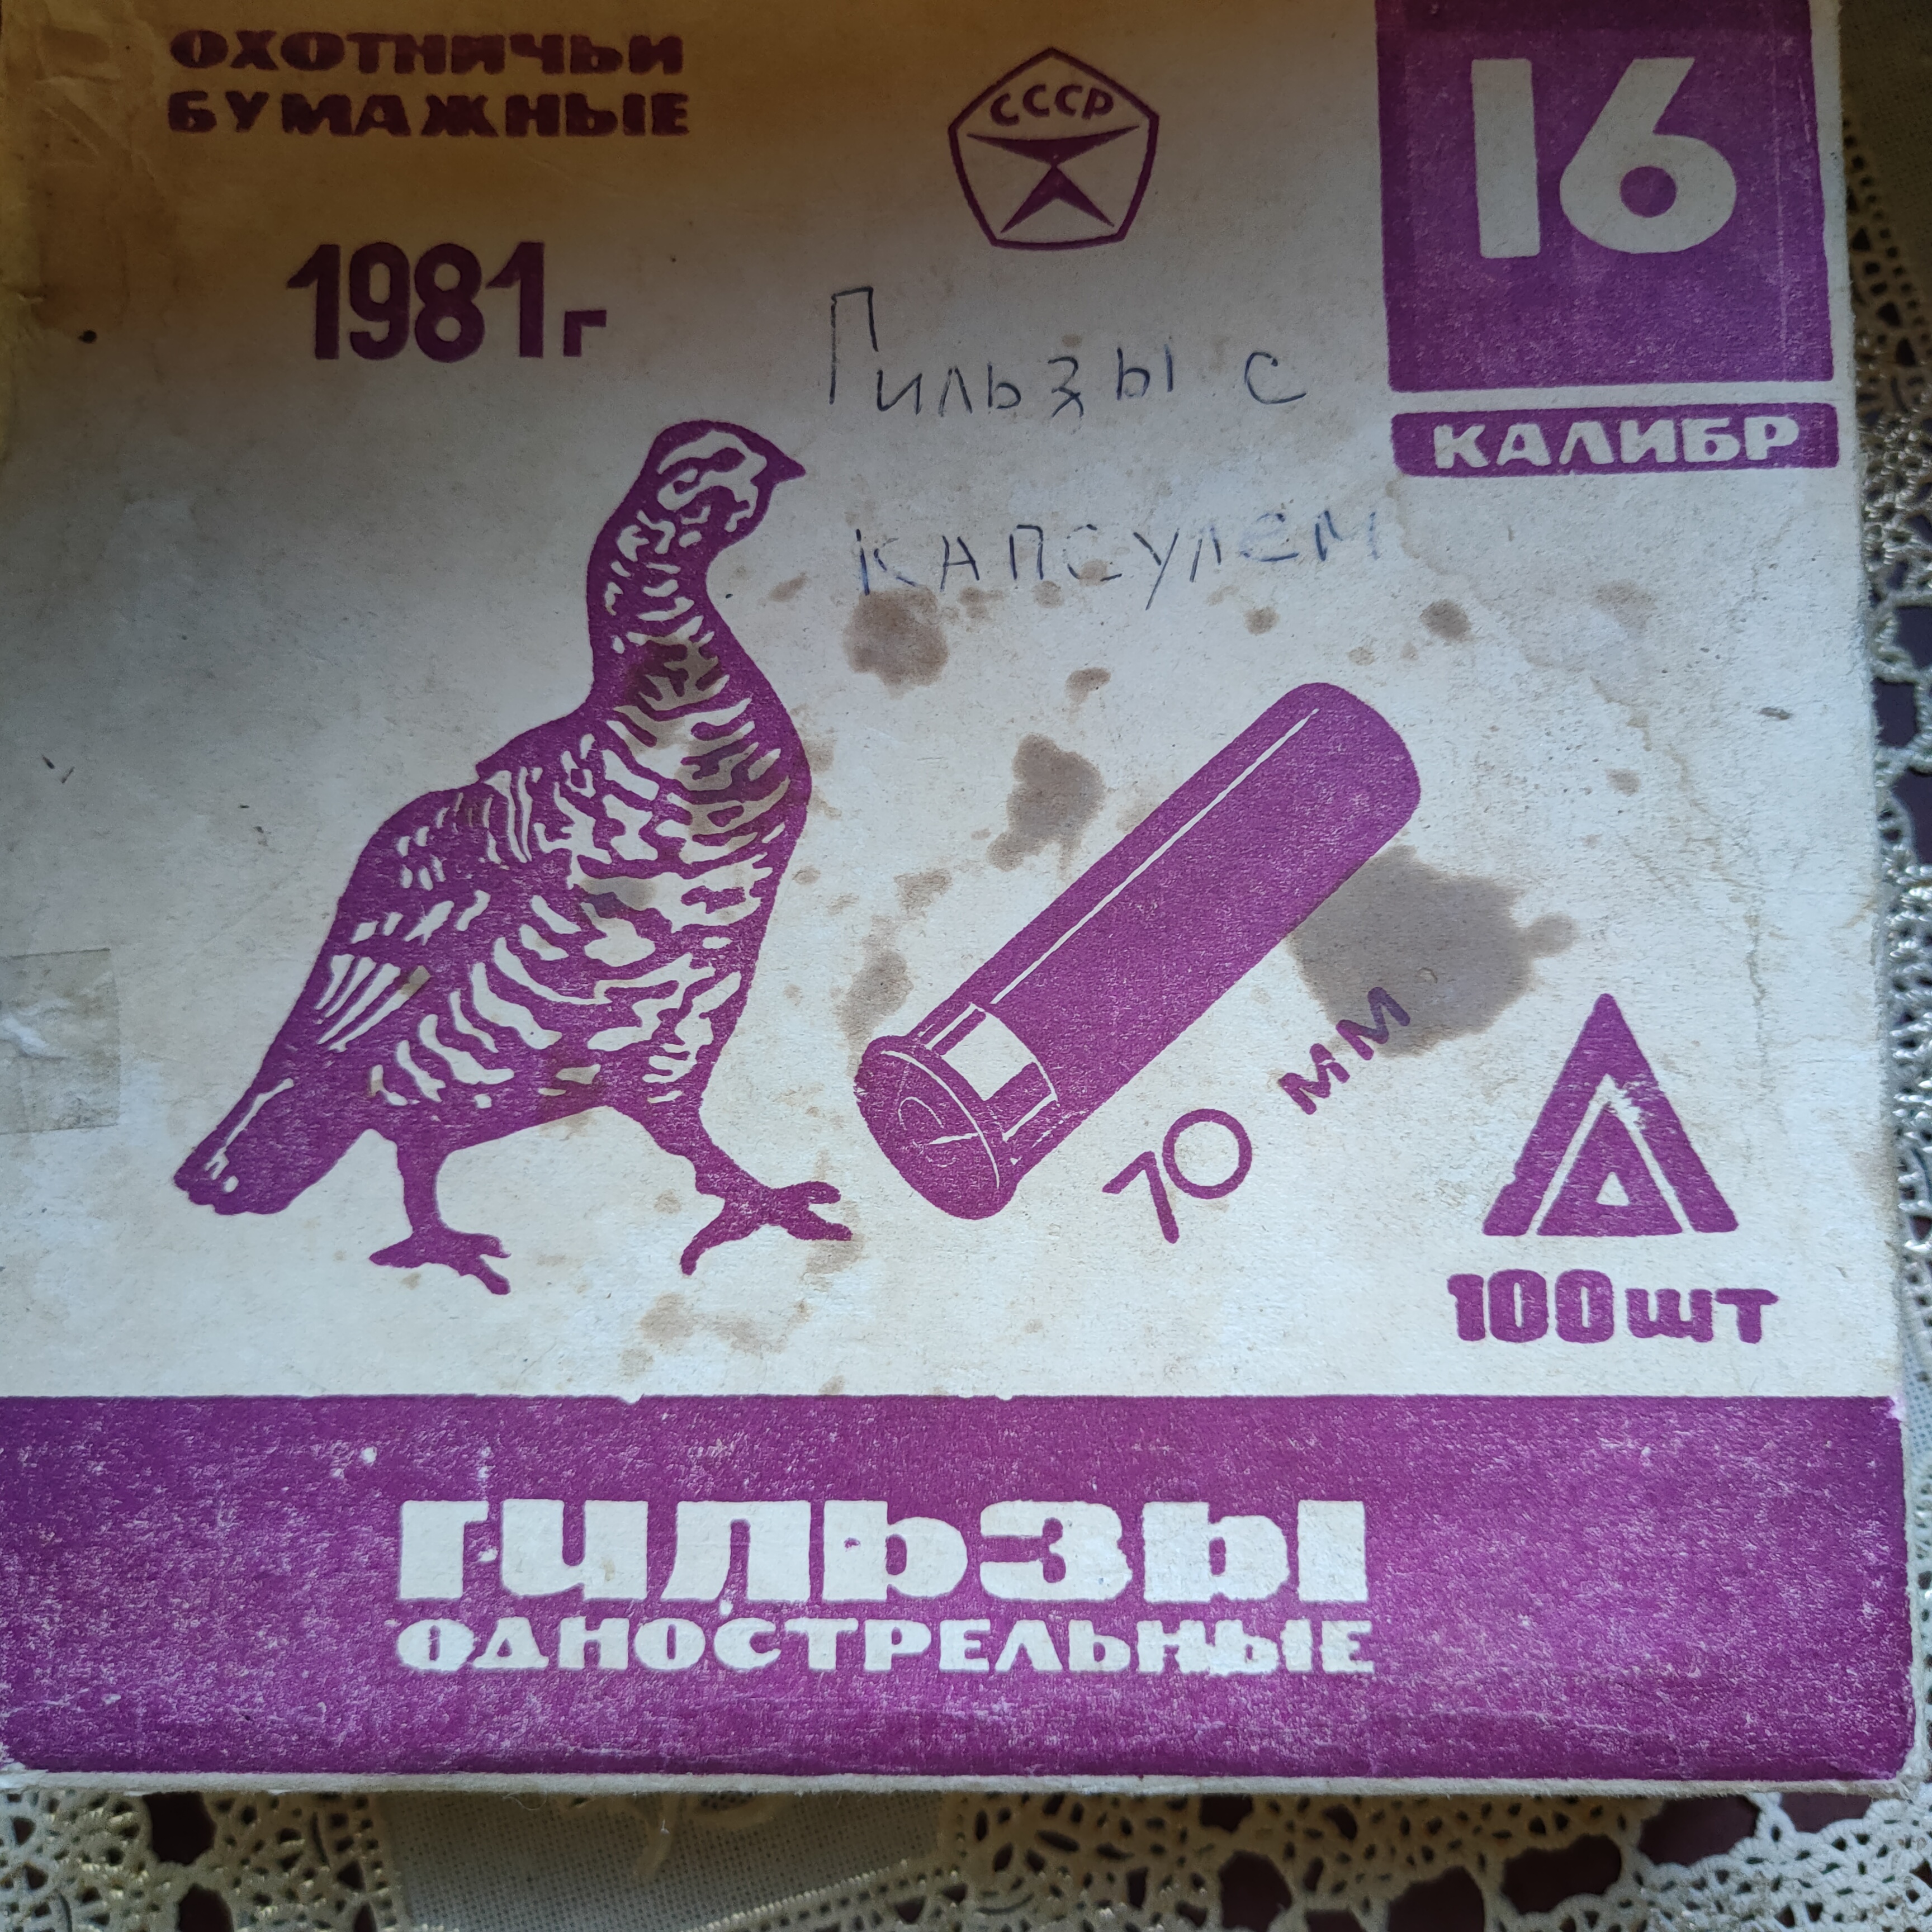 ОХОТНИЧЬИ
БУМАЖНЫЕ
СССР
16
КАЛИБР
1981г
Гильзы с
капсулем
70 мм
100шт
ГИЛЬЗЫ
ОДНОСТРЕЛЬНЫЕ